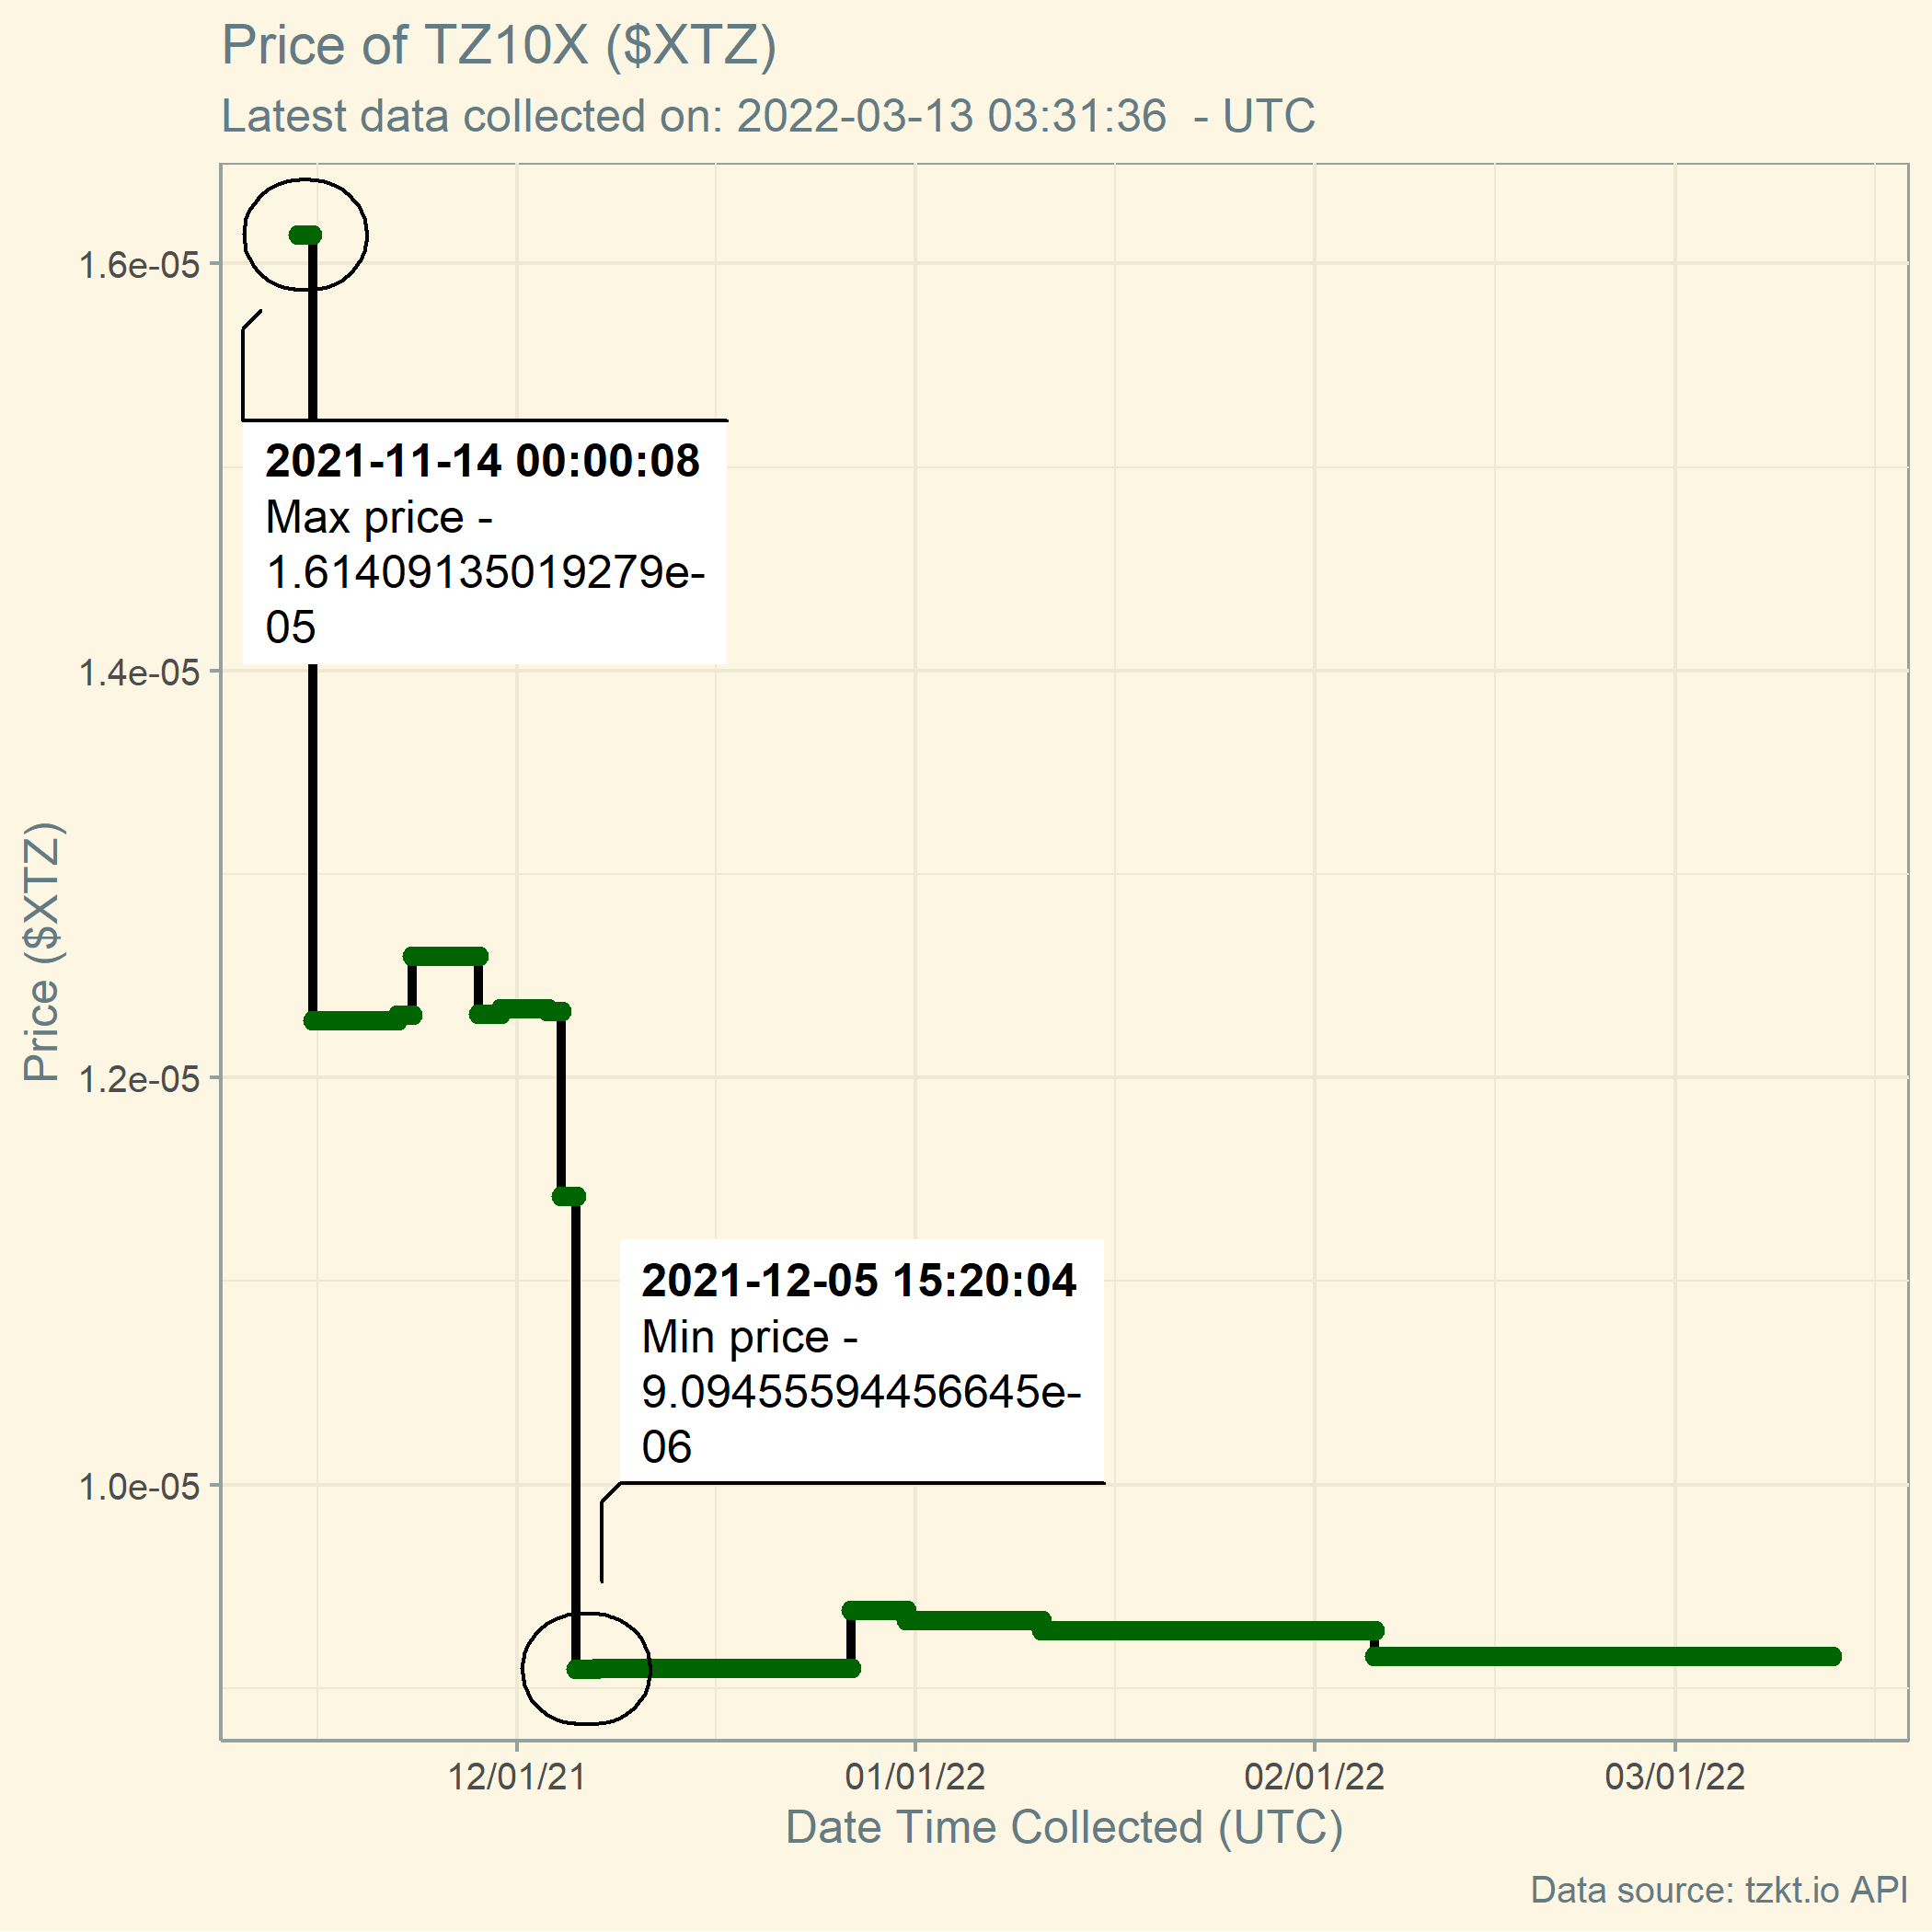 Price of TZ10X ($XTZ)
Latest data collected on: 2022-03-13 03:31:36  - UTC
1.6e-05
2021-11-14 00:00:08
Max price -
1.61409135019279e-
05
1.4e-05
Price ($XTZ)
1.2e-05
2021-12-05 15:20:04
Min price -
9.09455594456645e-
06
1.0e-05
12/01/21 01/01/22 02/01/22 03/01/22
Date Time Collected (UTC)
Data source: tzkt.io API